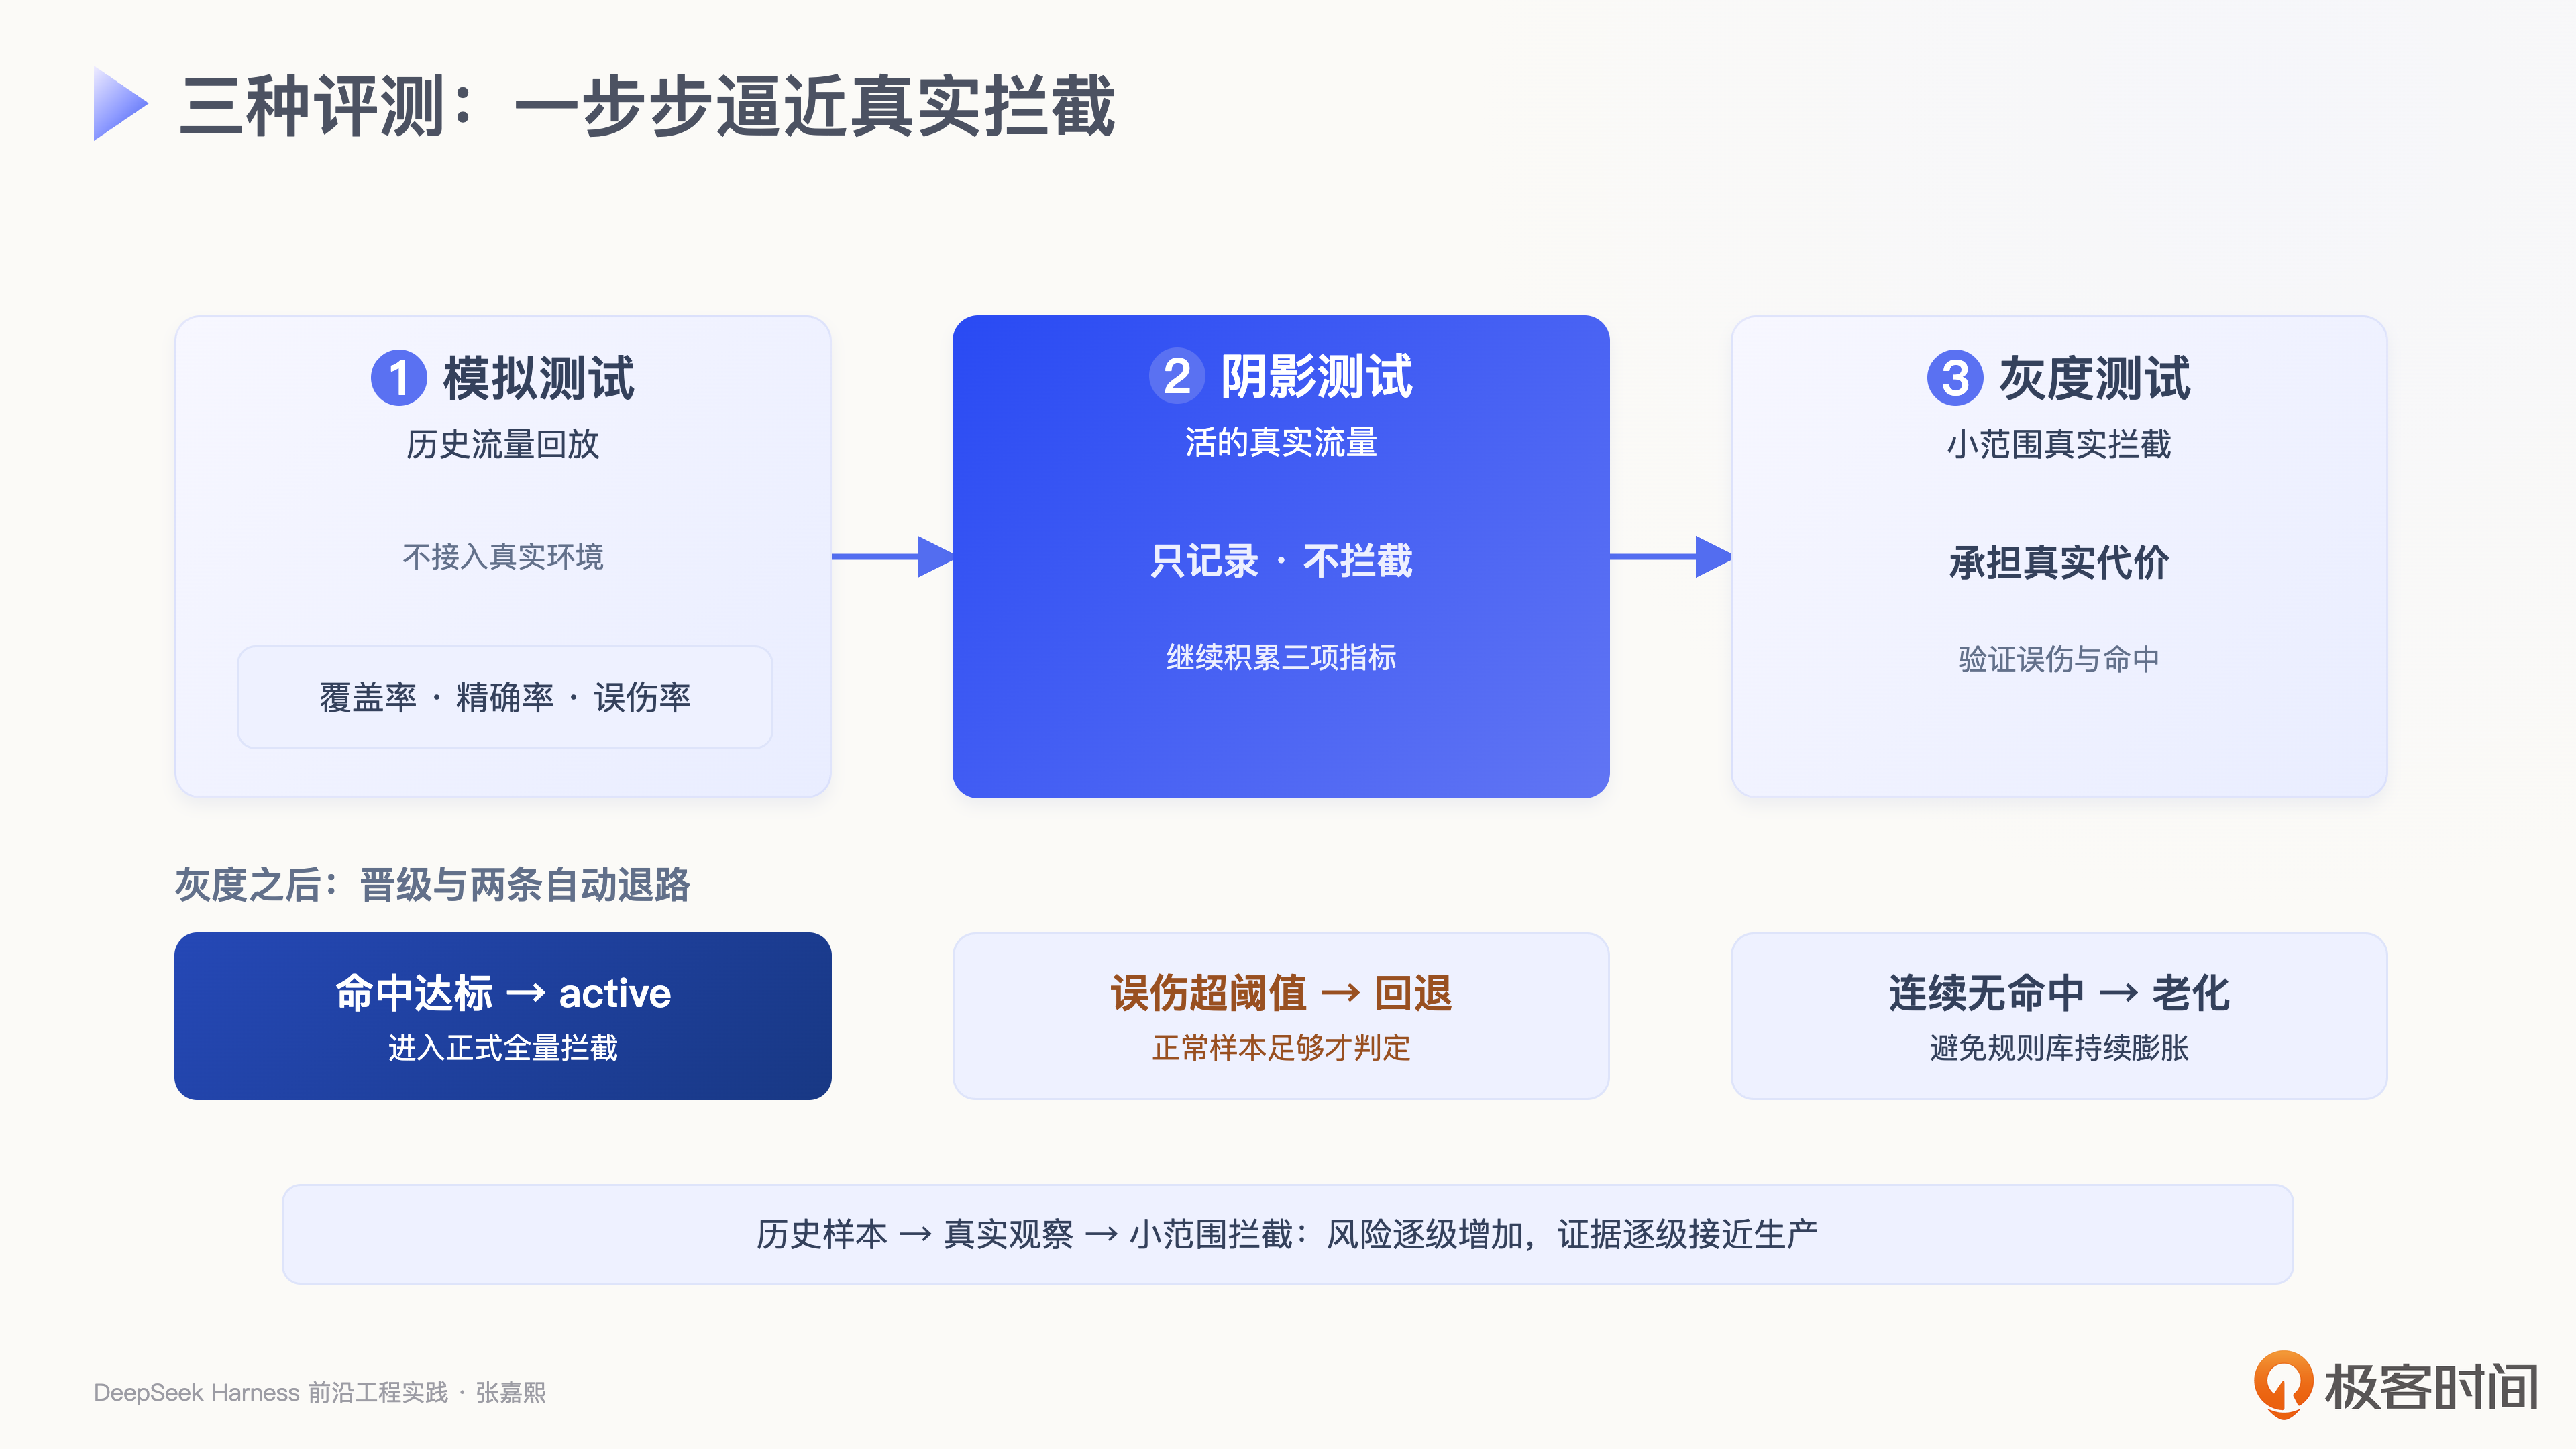 三种评测：一步步逼近真实拦截
1 模拟测试
历史流量回放
不接入真实环境
覆盖率 · 精确率 · 误伤率
2 阴影测试
活的真实流量
只记录 · 不拦截
继续积累三项指标
3 灰度测试
小范围真实拦截
承担真实代价
验证误伤与命中
灰度之后：晋级与两条自动退路
命中达标 → active
进入正式全量拦截
误伤超阈值 → 回退
正常样本足够才判定
连续无命中 → 老化
避免规则库持续膨胀
历史样本 → 真实观察 → 小范围拦截：风险逐级增加，证据逐级接近生产
DeepSeek Harness 前沿工程实践 · 张嘉熙
极客时间